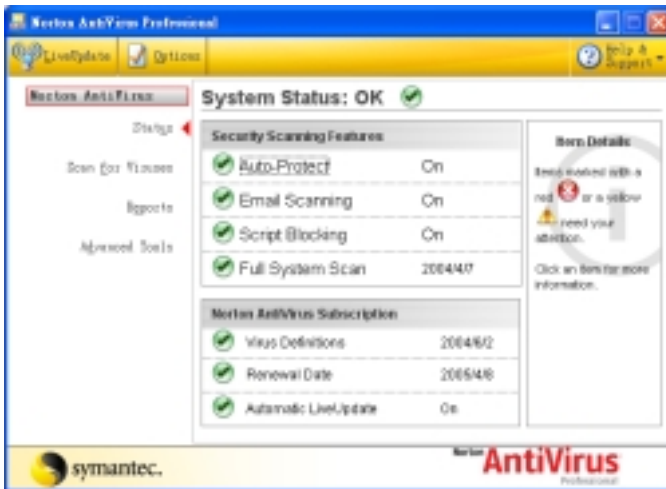 Norton AntiVirus Professional
LiveUpdate
Options
Help & Support
Norton AntiVirus
Status
Scan for Viruses
Reports
Advanced Tools
System Status: OK
Security Scanning Features
Auto-Protect On
Email Scanning On
Script Blocking On
Full System Scan 2004/4/7
Norton AntiVirus Subscription
Virus Definitions 2004/6/2
Renewal Date 2005/4/8
Automatic LiveUpdate On
Item Details
Items marked with a
red or a yellow
need your
attention.
Click an item for more
information.
symantec.
Norton AntiVirus
Professional